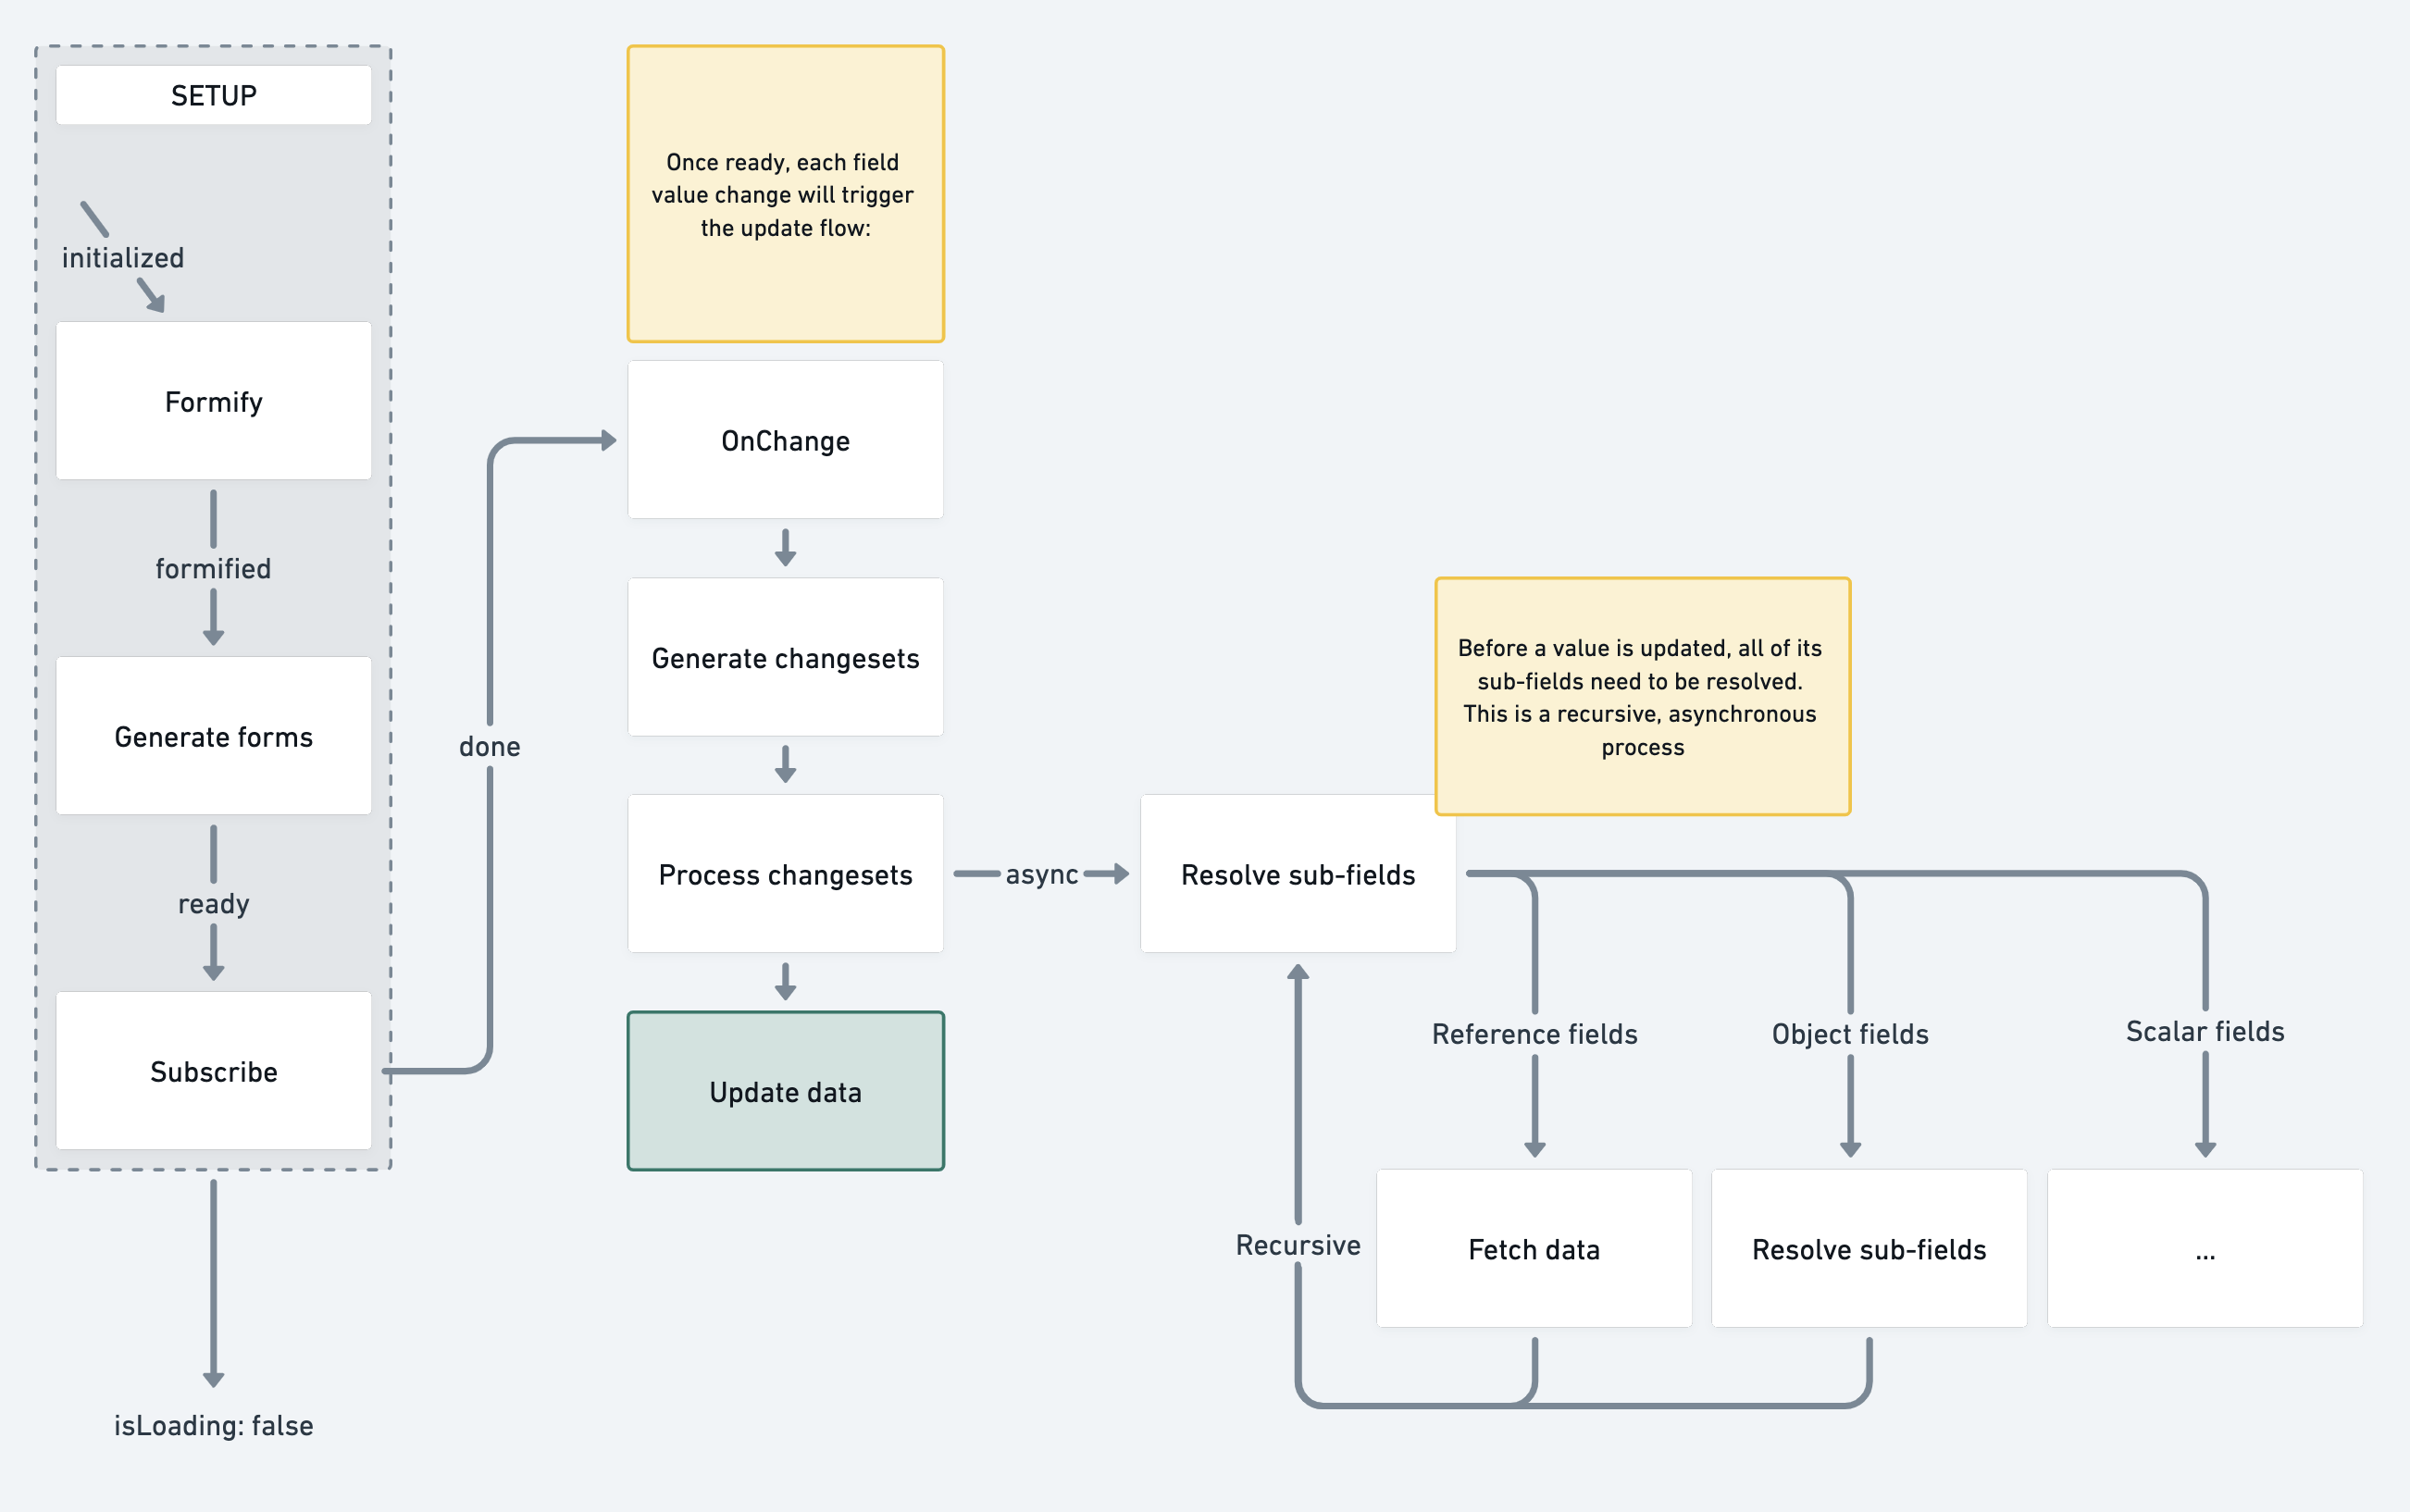 SETUP
initialized
Formify
formified
Generate forms
ready
Subscribe
isLoading: false
done
Once ready, each field
value change will trigger
the update flow:
OnChange
Generate changesets
Process changesets
Update data
async
Resolve sub-fields
Before a value is updated, all of its
sub-fields need to be resolved.
This is a recursive, asynchronous
process
Reference fields
Object fields
Scalar fields
Recursive
Fetch data
Resolve sub-fields
...